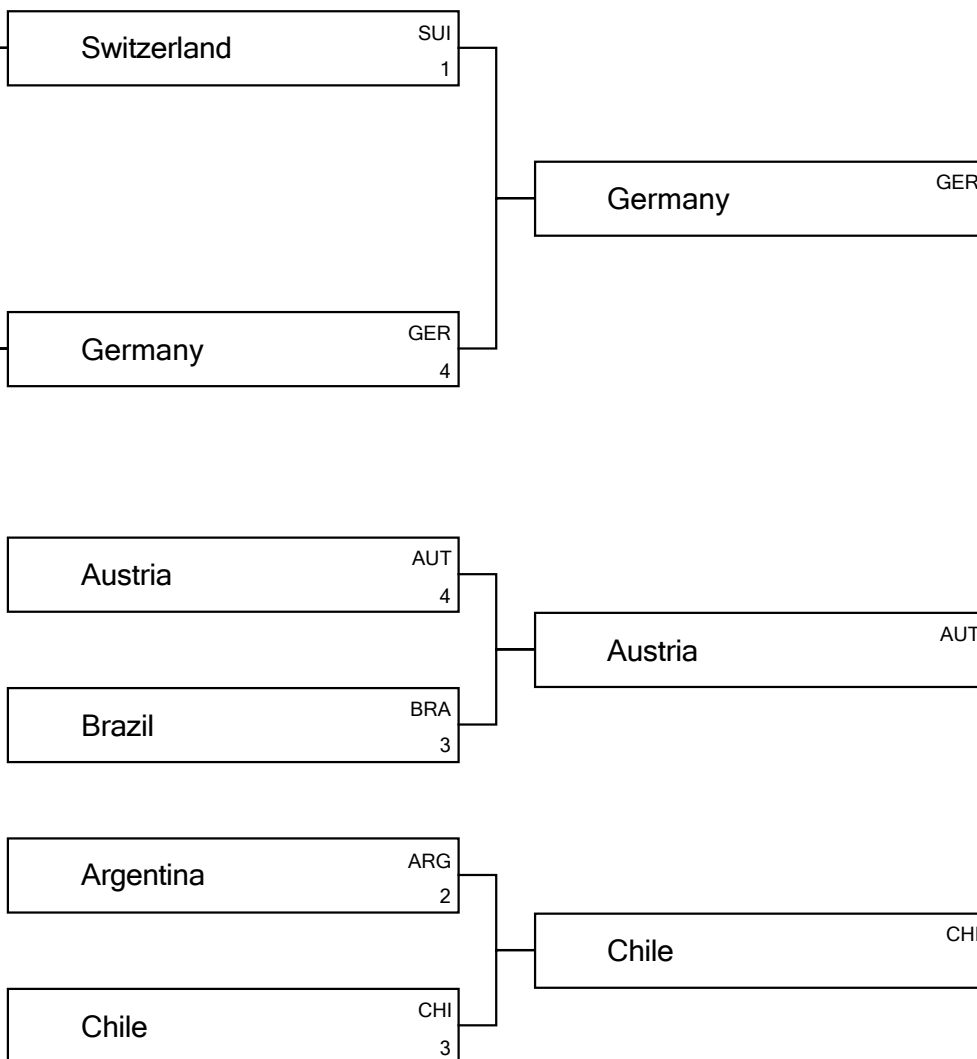 Switzerland SUI
1
Germany GER
Germany GER
4
Austria AUT
4
Austria AUT
Brazil BRA
3
Argentina ARG
2
Chile CHI
Chile CHI
3